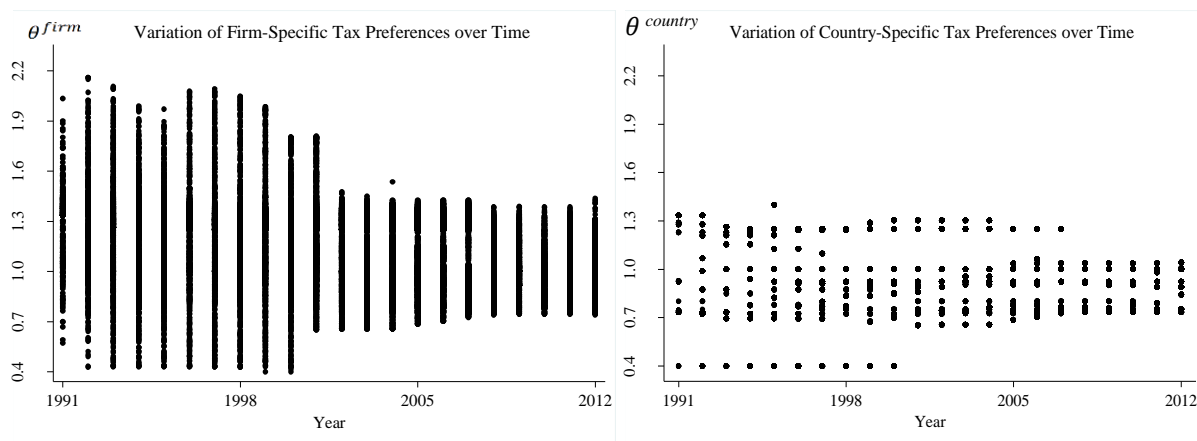 θ^firm
Variation of Firm-Specific Tax Preferences over Time
2.2
1.9
1.6
1.3
1.0
0.7
0.4
1991 1998 2005 2012
Year
θ^country
Variation of Country-Specific Tax Preferences over Time
2.2
1.9
1.6
1.3
1.0
0.7
0.4
1991 1998 2005 2012
Year